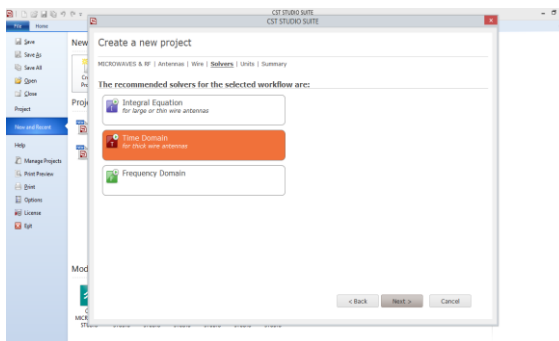 CST STUDIO SUITE
CST STUDIO SUITE
File Home
Save
Save As
Save All
Open
Close
Project
New and Recent
Help
Manage Projects
Print Preview
Print
Options
License
Exit
New
Proj
Mod
Create a new project
MICROWAVES & RF | Antennas | Wire | Solvers | Units | Summary
The recommended solvers for the selected workflow are:
Integral Equation
for large or thin wire antennas
Time Domain
for thick wire antennas
Frequency Domain
< Back Next > Cancel